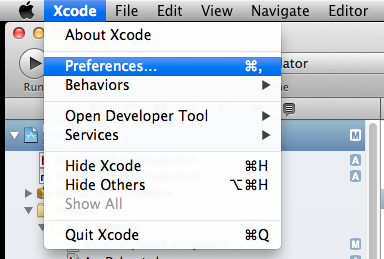 Xcode File Edit View Navigate Editor
About Xcode
Preferences... ⌘,
Behaviors
Open Developer Tool
Services
Hide Xcode ⌘H
Hide Others ⌥⌘H
Show All
Quit Xcode ⌘Q
Ru
ator
M
A
A
M